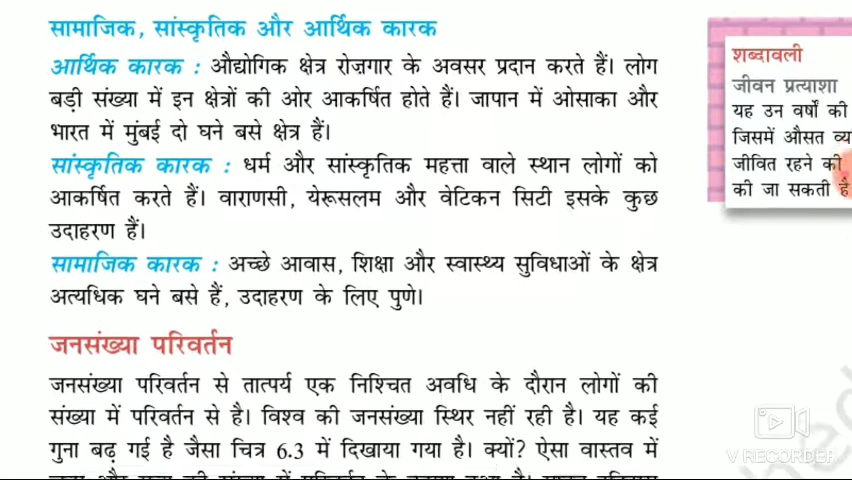 सामाजिक, सांस्कृतिक और आर्थिक कारक
आर्थिक कारक : औद्योगिक क्षेत्र रोज़गार के अवसर प्रदान करते हैं। लोग
बड़ी संख्या में इन क्षेत्रों की ओर आकर्षित होते हैं। जापान में ओसाका और
भारत में मुंबई दो घने बसे क्षेत्र हैं।
सांस्कृतिक कारक : धर्म और सांस्कृतिक महत्ता वाले स्थान लोगों को
आकर्षित करते हैं। वाराणसी, येरूसलम और वेटिकन सिटी इसके कुछ
उदाहरण हैं।
सामाजिक कारक : अच्छे आवास, शिक्षा और स्वास्थ्य सुविधाओं के क्षेत्र
अत्यधिक घने बसे हैं, उदाहरण के लिए पुणे।
जनसंख्या परिवर्तन
जनसंख्या परिवर्तन से तात्पर्य एक निश्चित अवधि के दौरान लोगों की
संख्या में परिवर्तन से है। विश्व की जनसंख्या स्थिर नहीं रही है। यह कई
गुना बढ़ गई है जैसा चित्र 6.3 में दिखाया गया है। क्यों? ऐसा वास्तव में
शब्दावली
जीवन प्रत्याशा
यह उन वर्षों की
जिसमें औसत
जीवित रहने की
की जा सकती है
V RECORDER